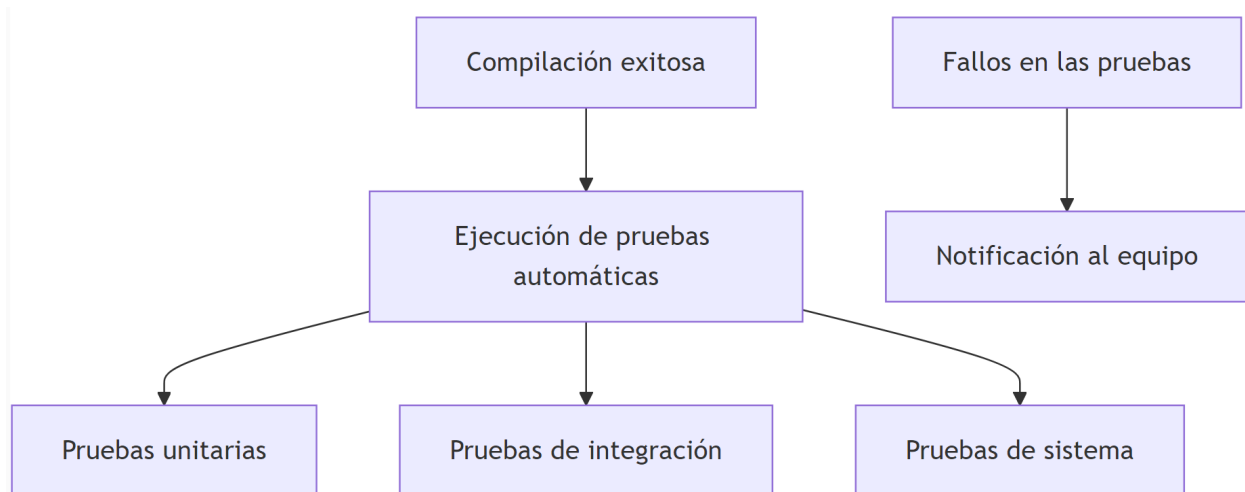 Compilación exitosa
Fallos en las pruebas
Ejecución de pruebas
automáticas
Notificación al equipo
Pruebas unitarias
Pruebas de integración
Pruebas de sistema